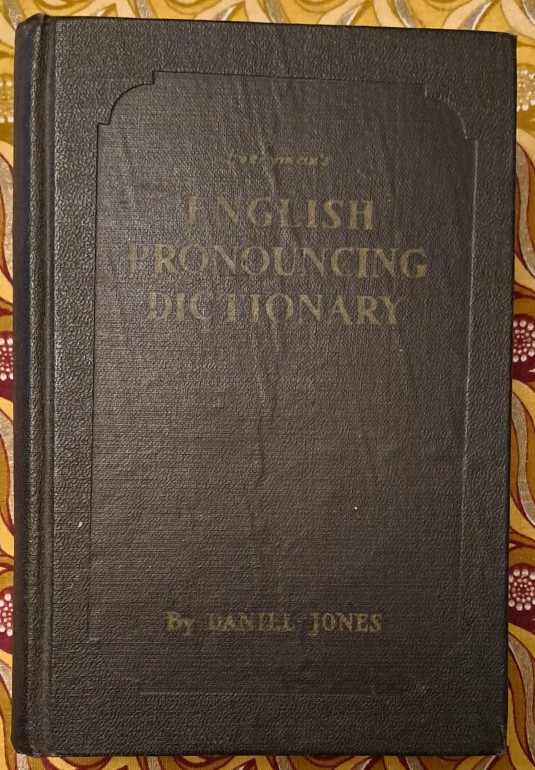 Everyman's
ENGLISH
PRONOUNCING
DICTIONARY
By DANIEL JONES